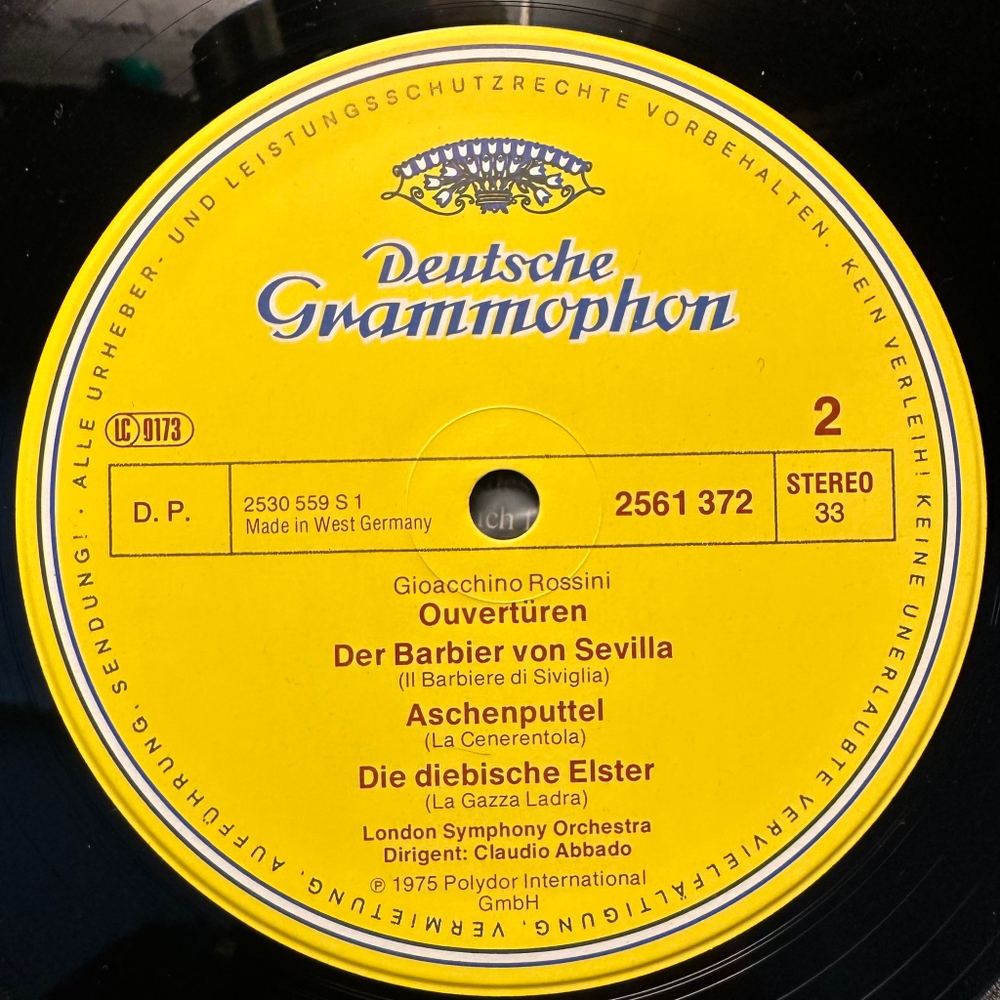 ALLE URHEBER- UND LEISTUNGSSCHUTZRECHTE VORBEHALTEN. KEIN VERLEIH! KEINE UNERLAUBTE VERVIELFÄLTIGUNG, VERMIETUNG, AUFFÜHRUNG, SENDUNG! ·
Deutsche
Grammophon
LC 0173
2
D. P.
2530 559 S 1
Made in West Germany
ich
2561 372
STEREO
33
Gioacchino Rossini
Ouvertüren
Der Barbier von Sevilla
(Il Barbiere di Siviglia)
Aschenputtel
(La Cenerentola)
Die diebische Elster
(La Gazza Ladra)
London Symphony Orchestra
Dirigent: Claudio Abbado
℗ 1975 Polydor International
GmbH